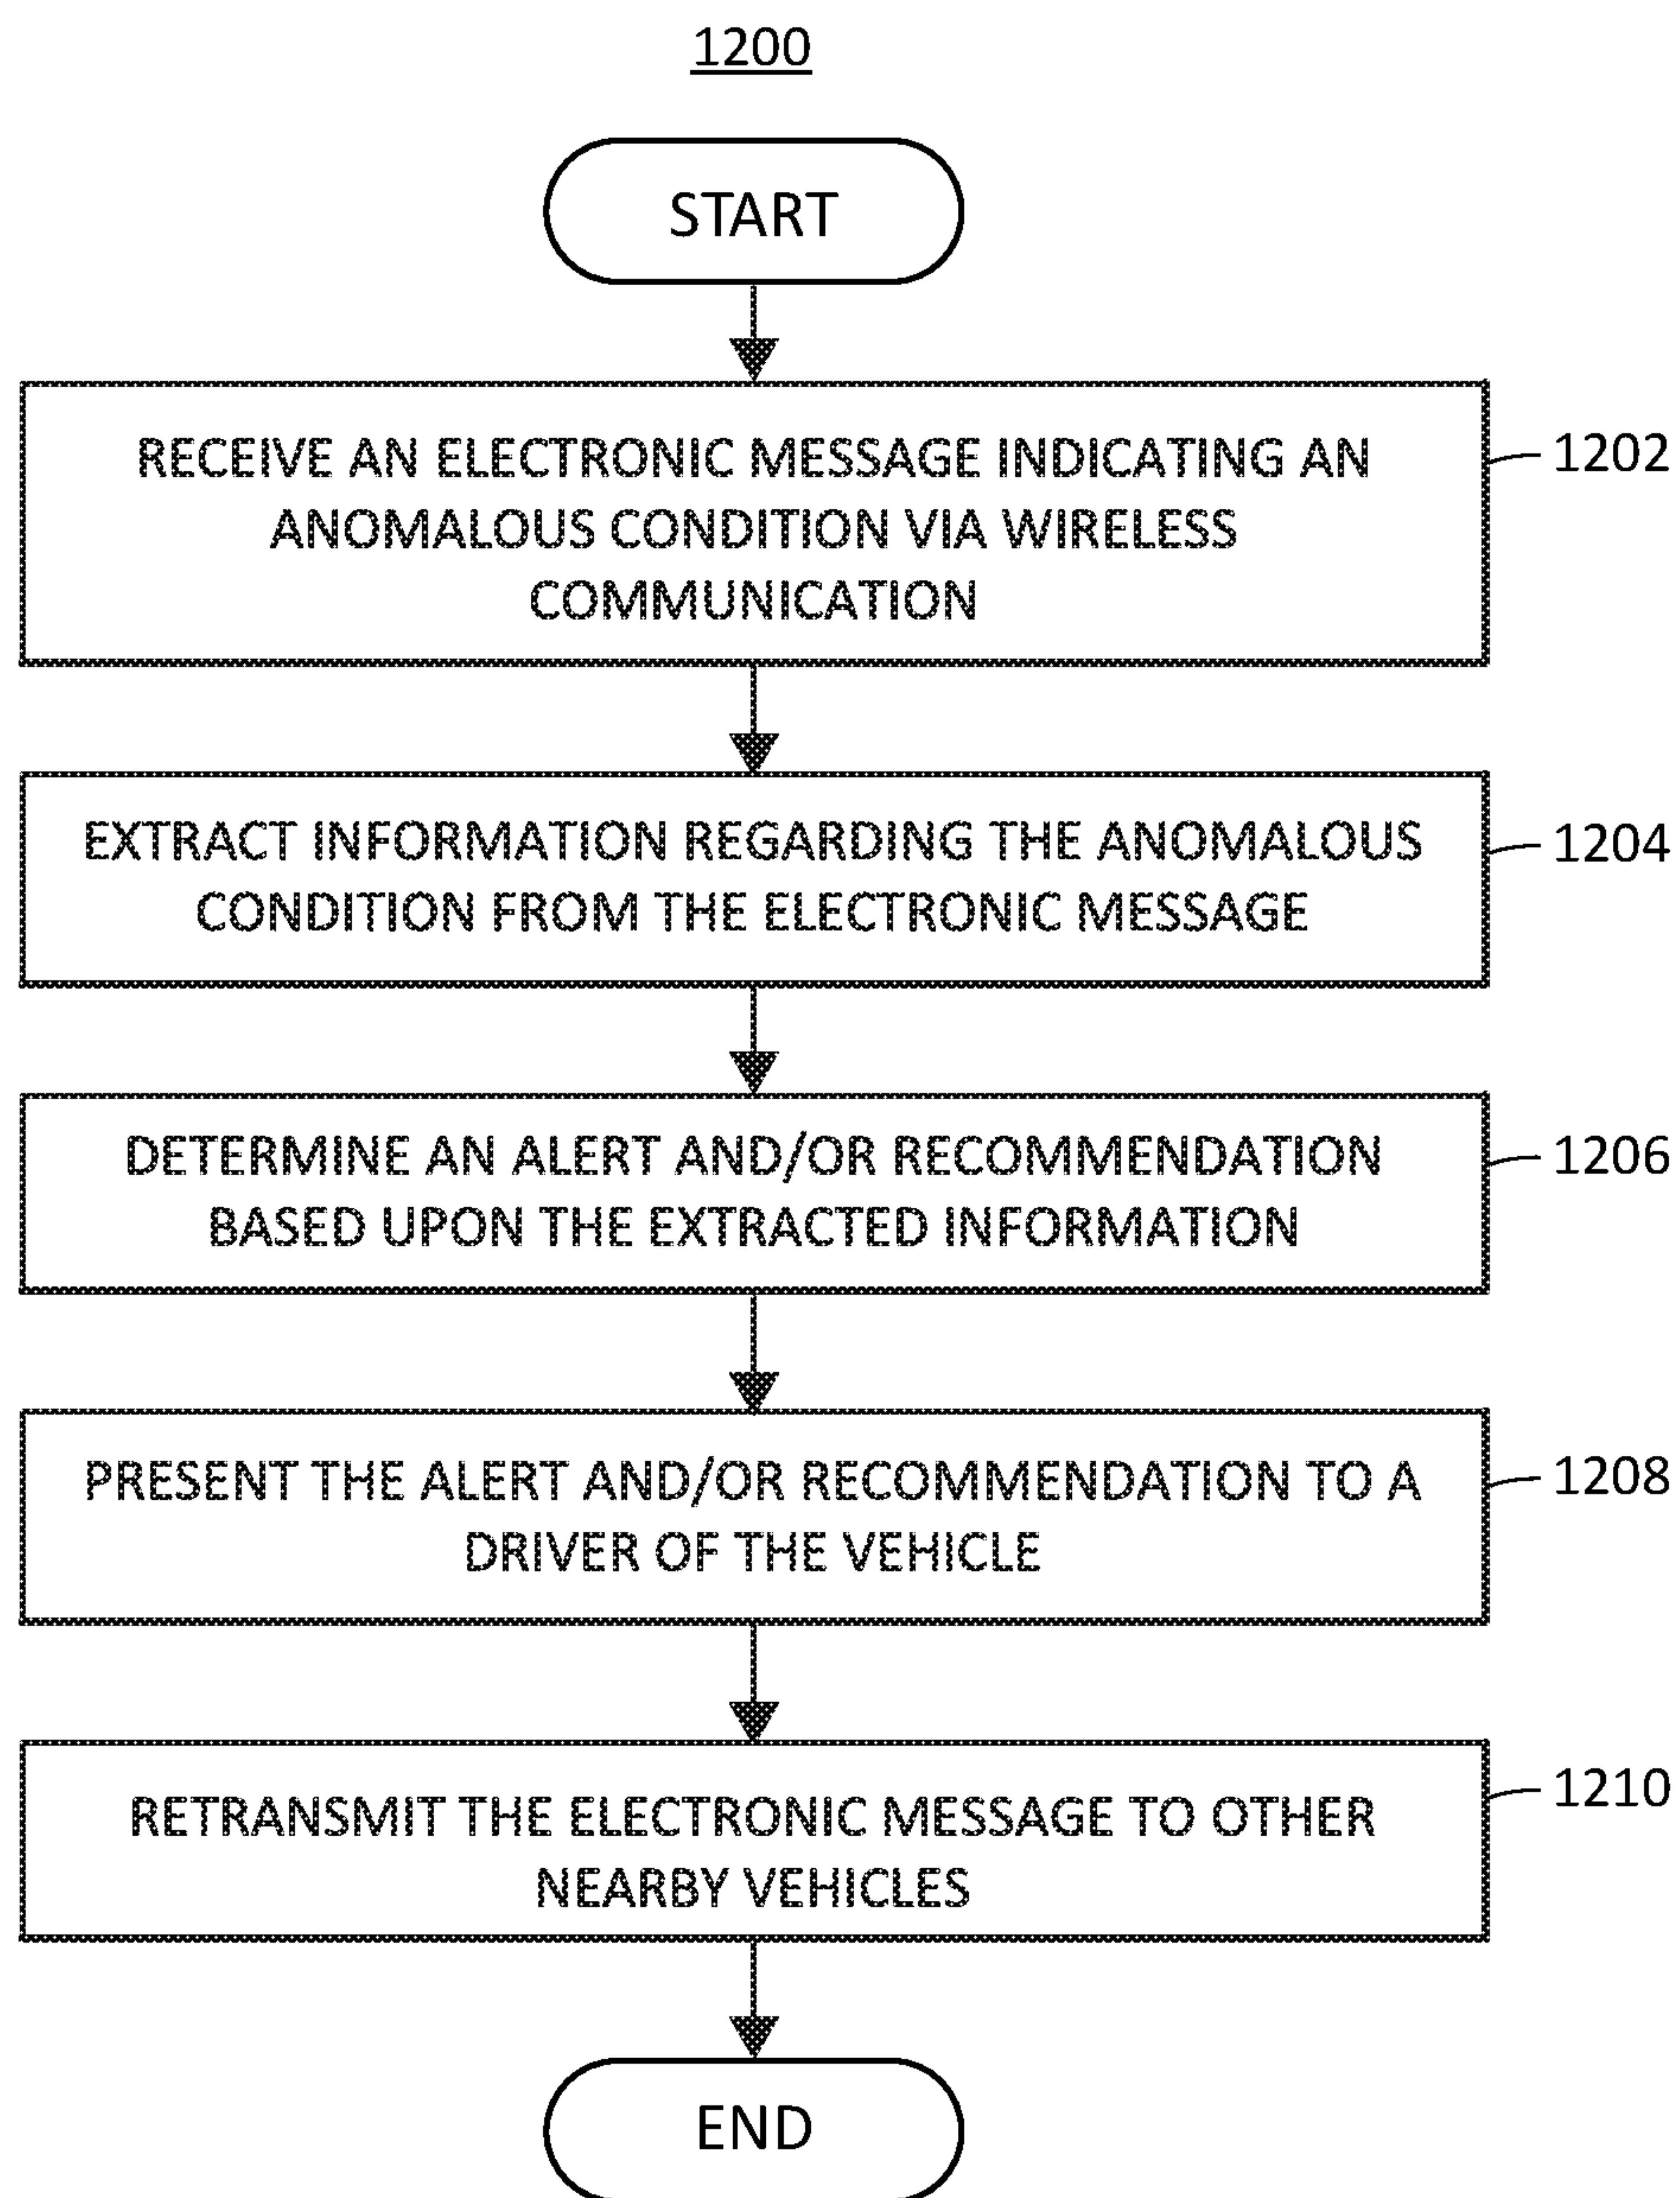 1200
START
RECEIVE AN ELECTRONIC MESSAGE INDICATING AN
ANOMALOUS CONDITION VIA WIRELESS
COMMUNICATION
1202
EXTRACT INFORMATION REGARDING THE ANOMALOUS
CONDITION FROM THE ELECTRONIC MESSAGE
1204
DETERMINE AN ALERT AND/OR RECOMMENDATION
BASED UPON THE EXTRACTED INFORMATION
1206
PRESENT THE ALERT AND/OR RECOMMENDATION TO A
DRIVER OF THE VEHICLE
1208
RETRANSMIT THE ELECTRONIC MESSAGE TO OTHER
NEARBY VEHICLES
1210
END